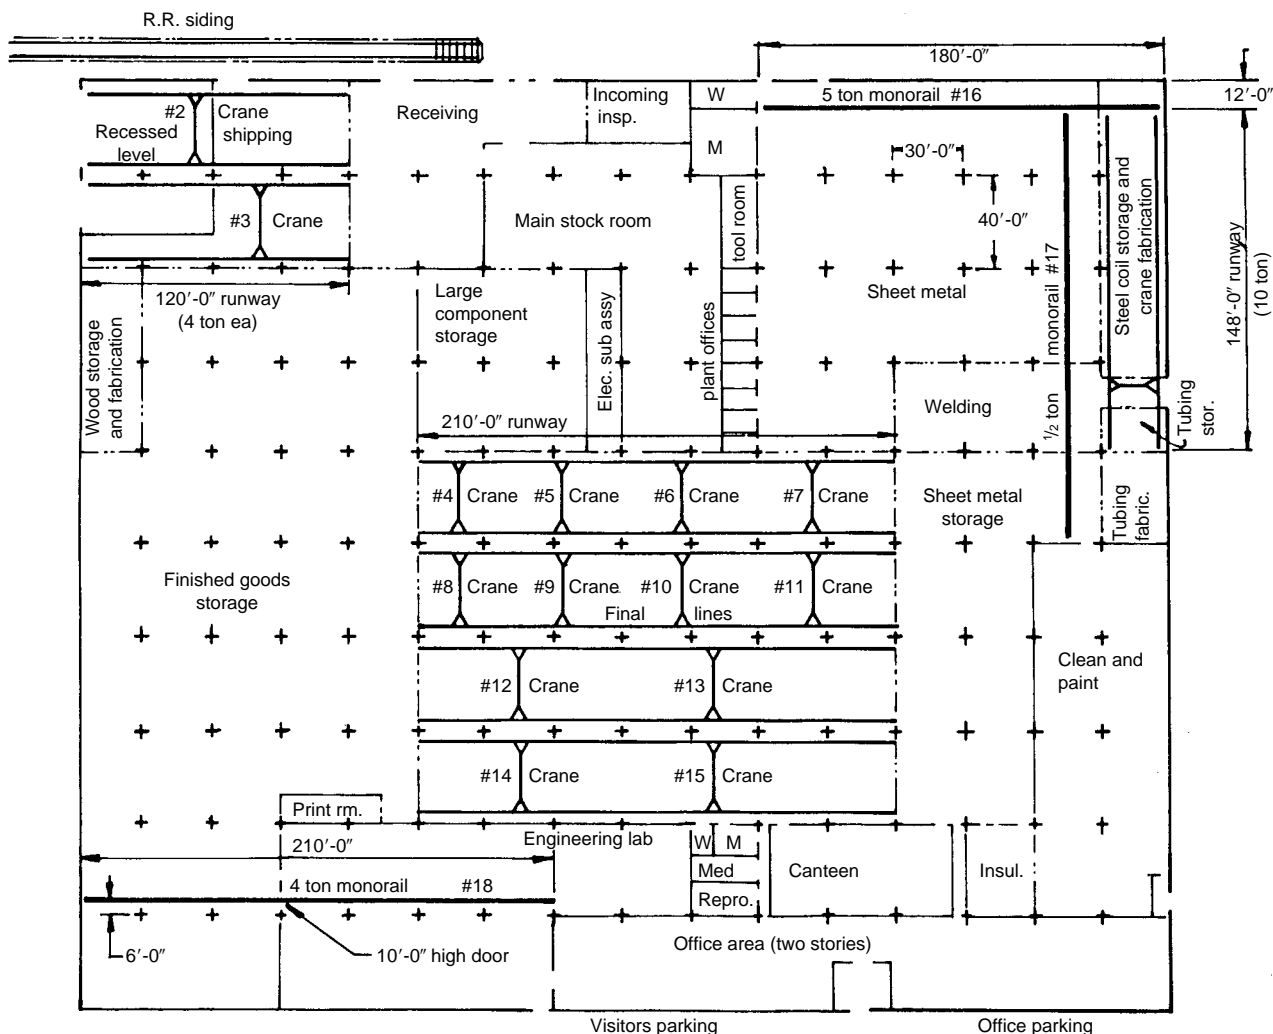 R.R. siding
180′-0″
12′-0″
#2 Crane shipping
Recessed level
Receiving
Incoming insp.
W
M
5 ton monorail #16
30′-0″
40′-0″
#3 Crane
Main stock room
tool room
Sheet metal
monorail #17
½ ton
Steel coil storage and
crane fabrication
148′-0″ runway
(10 ton)
120′-0″ runway
(4 ton ea)
Large
component
storage
Wood storage
and fabrication
Elec. sub assy
plant offices
Welding
Tubing
stor.
210′-0″ runway
#4 Crane #5 Crane #6 Crane #7 Crane
Sheet metal
storage
Tubing
fabric.
#8 Crane #9 Crane #10 Crane #11 Crane
Final lines
Finished goods
storage
#12 Crane #13 Crane
Clean and
paint
#14 Crane #15 Crane
Print rm.
Engineering lab
W M
Med
Repro.
Canteen
Insul.
210′-0″
4 ton monorail #18
6′-0″
10′-0″ high door
Office area (two stories)
Visitors parking
Office parking